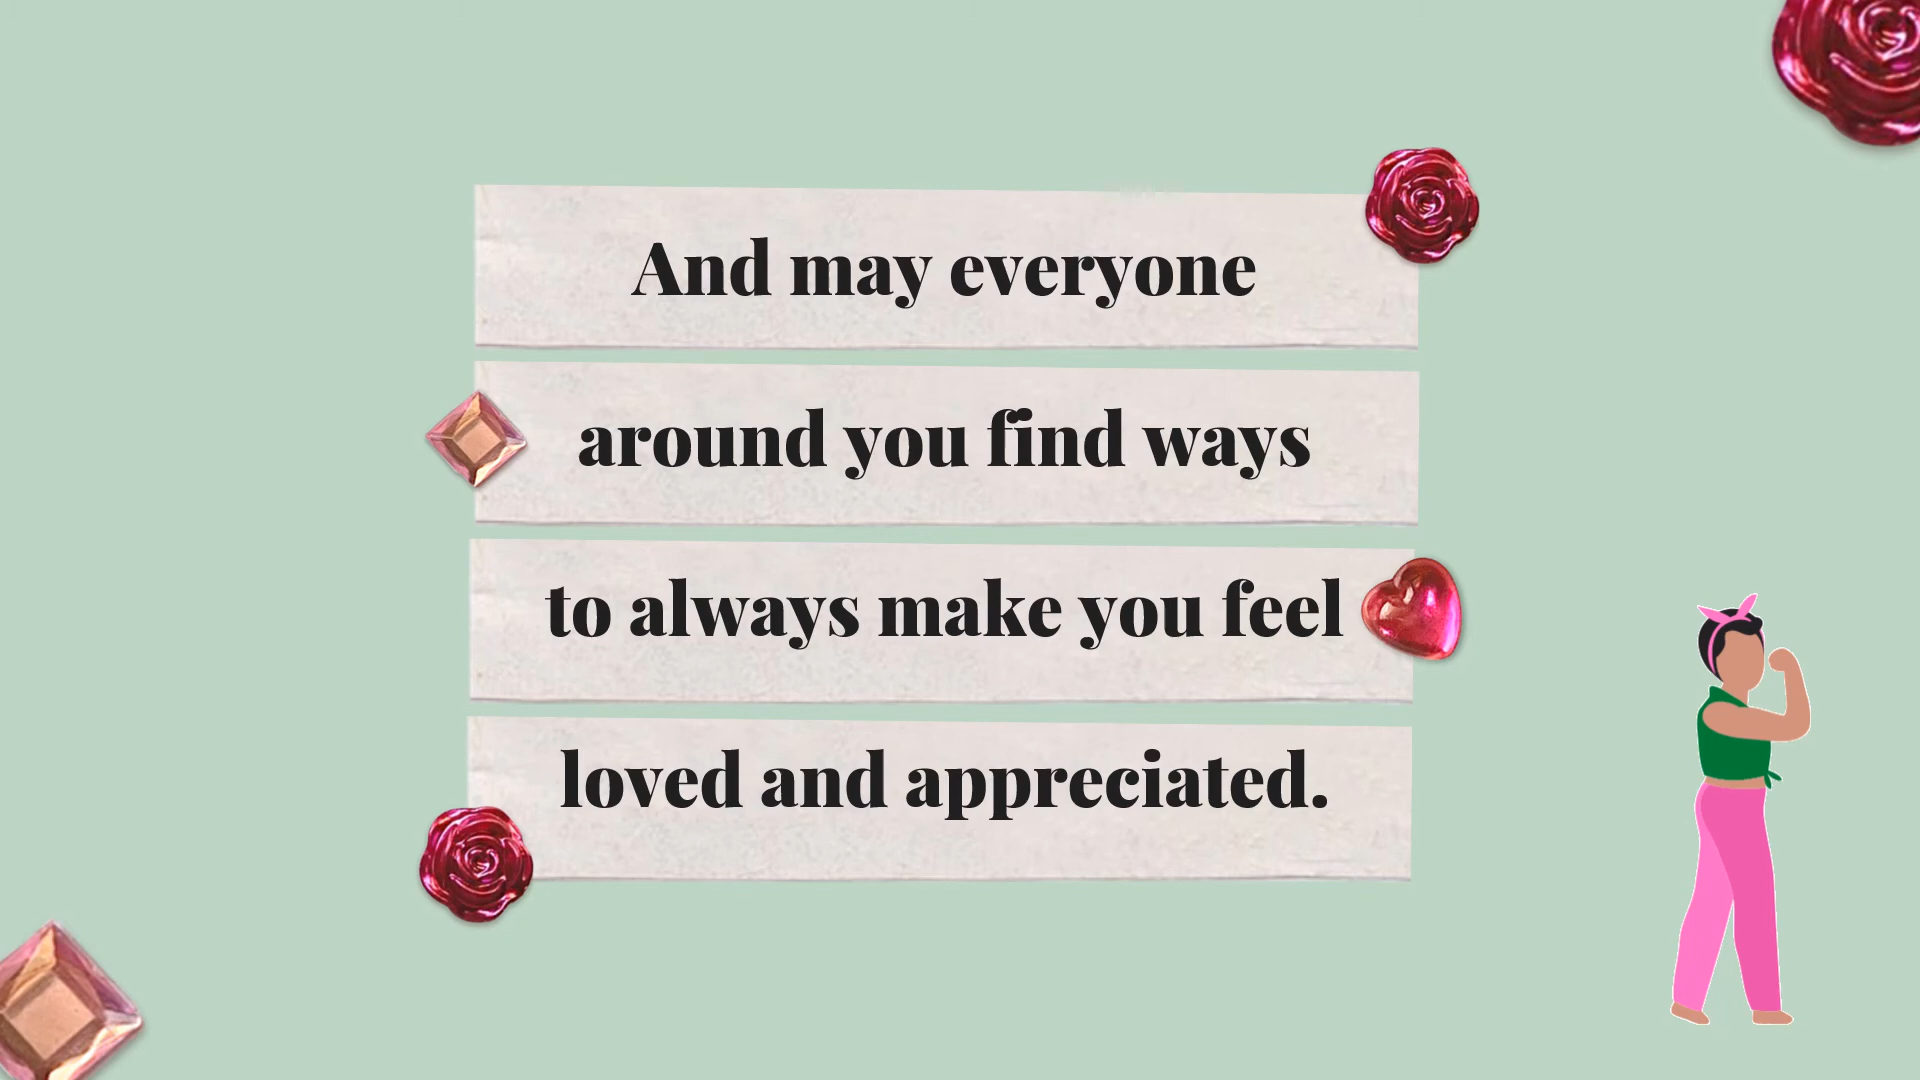 And may everyone
around you find ways
to always make you feel
loved and appreciated.